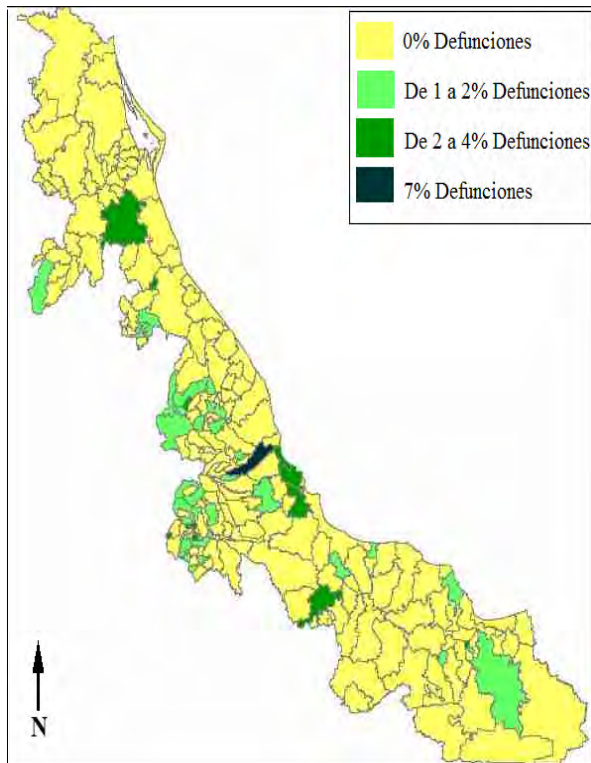 0% Defunciones
De 1 a 2% Defunciones
De 2 a 4% Defunciones
7% Defunciones
N